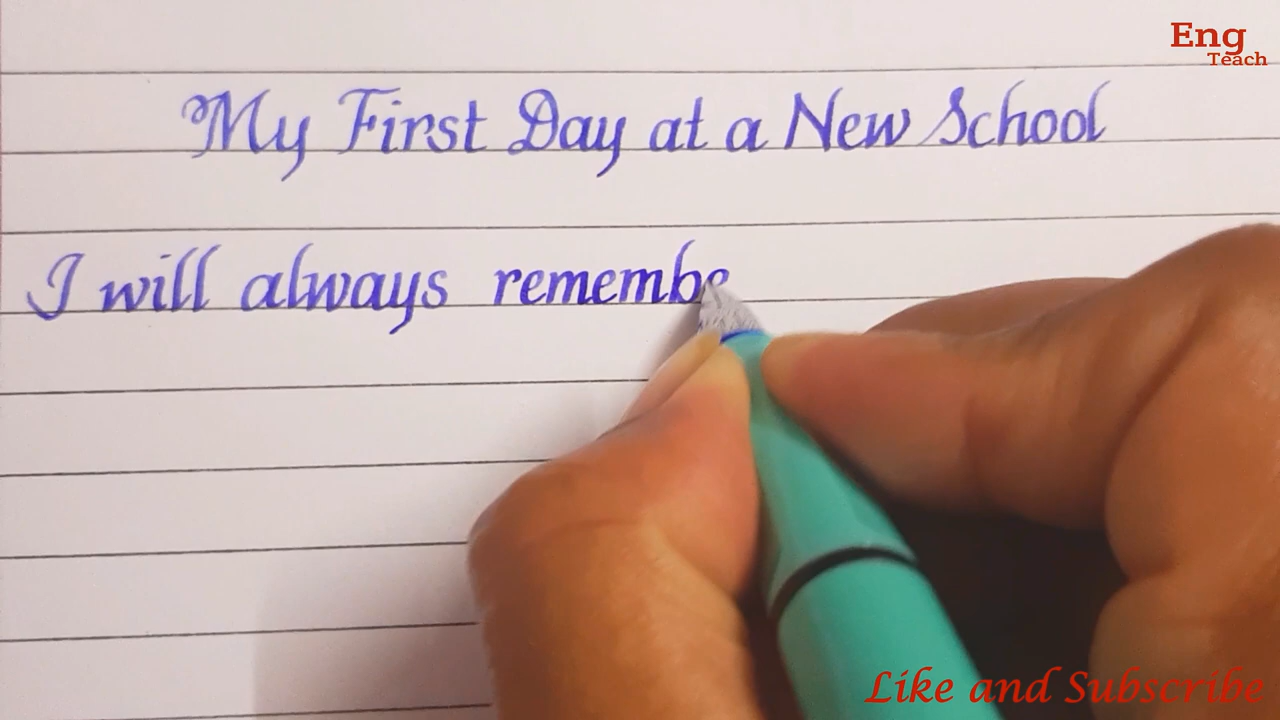 Eng
Teach
My First Day at a New School
I will always remembe
Like and Subscribe